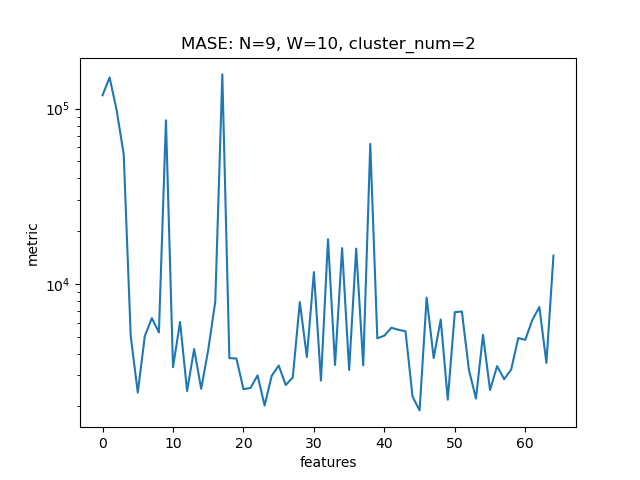 MASE: N=9, W=10, cluster_num=2
10⁵
10⁴
metric
0 10 20 30 40 50 60
features